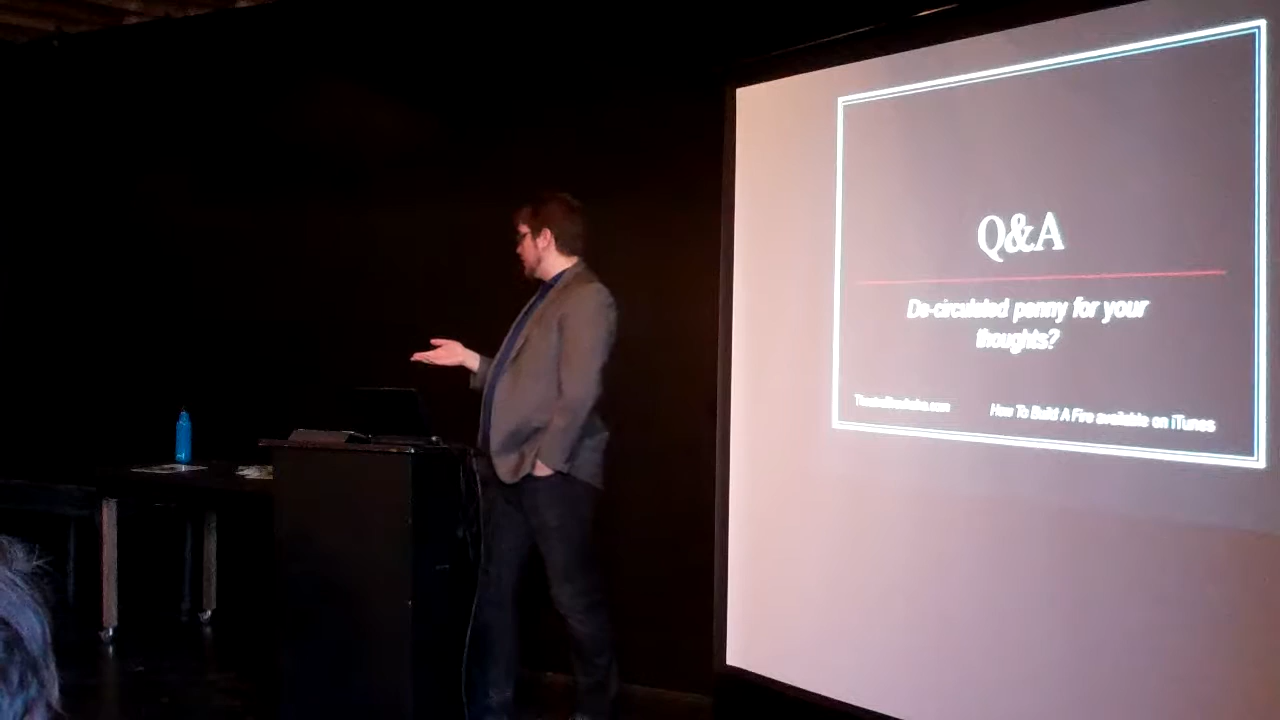 Q&A
De-circulated penny for your
thoughts?
How To Build A Fire available on iTunes